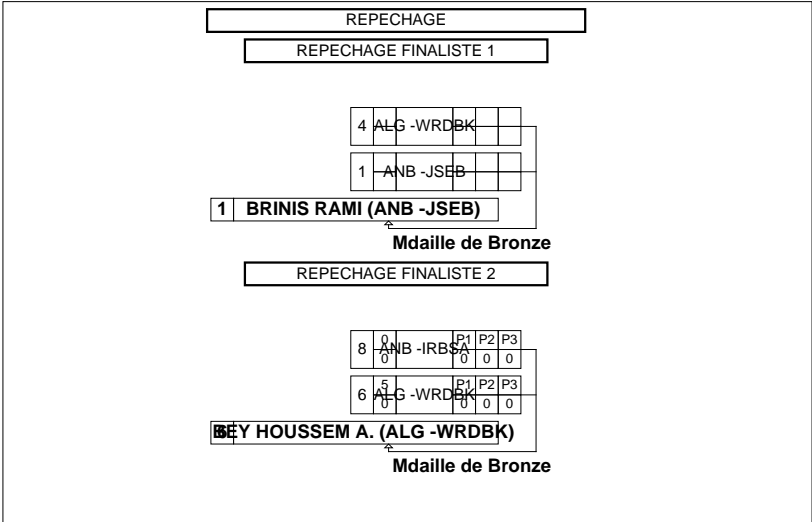 REPECHAGE
REPECHAGE FINALISTE 1
4 ALG -WRDBK
1 ANB -JSEB
1 BRINIS RAMI (ANB -JSEB)
Mdaille de Bronze
REPECHAGE FINALISTE 2
0 P1 P2 P3
8 ANB -IRBSA
0 0 0 0
5 P1 P2 P3
6 ALG -WRDBK
0 0 0 0
6 BEY HOUSSEM A. (ALG -WRDBK)
Mdaille de Bronze